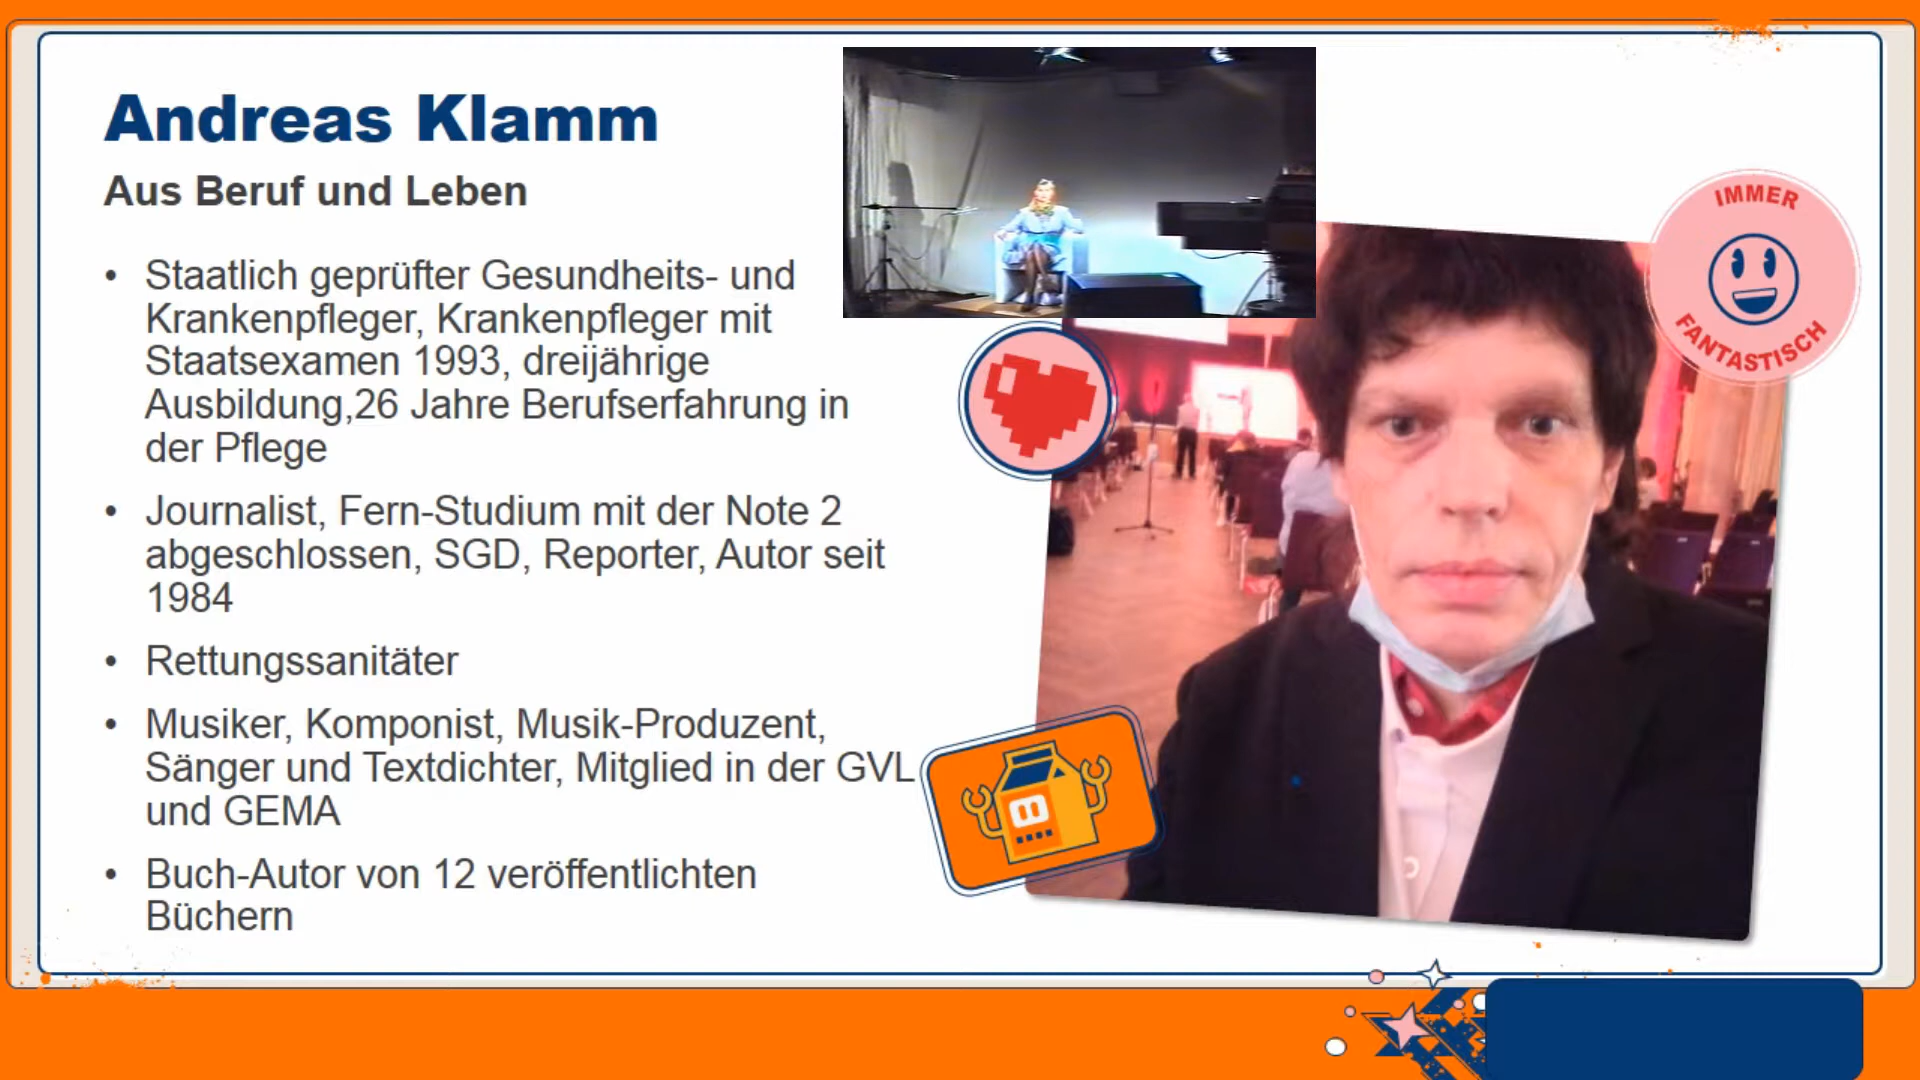 Andreas Klamm
Aus Beruf und Leben
• Staatlich geprüfter Gesundheits- und
Krankenpfleger, Krankenpfleger mit
Staatsexamen 1993, dreijährige
Ausbildung,26 Jahre Berufserfahrung in
der Pflege
• Journalist, Fern-Studium mit der Note 2
abgeschlossen, SGD, Reporter, Autor seit
1984
• Rettungssanitäter
• Musiker, Komponist, Musik-Produzent,
Sänger und Textdichter, Mitglied in der GVL
und GEMA
• Buch-Autor von 12 veröffentlichten
Büchern
IMMER
FANTASTISCH